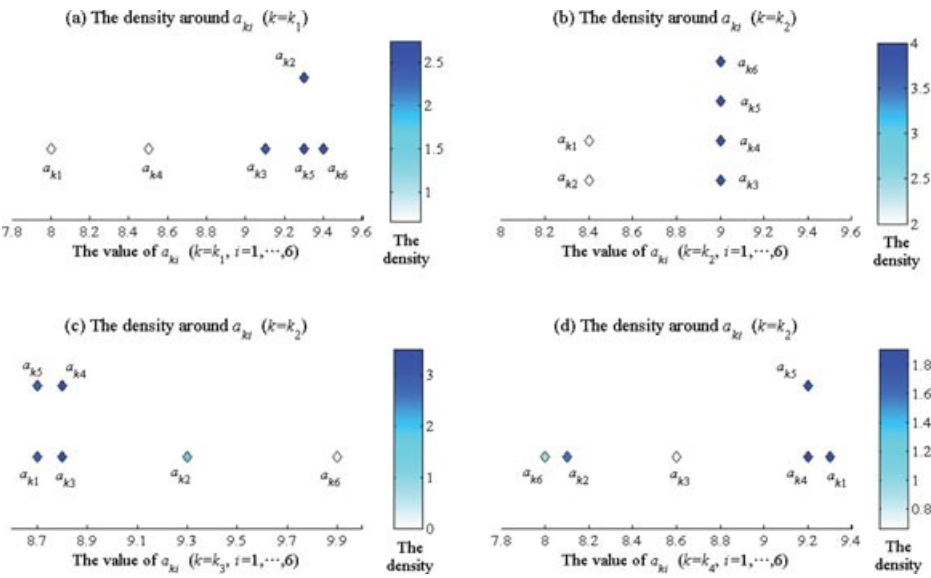 (a) The density around a_ki (k=k_1)
a_k2
a_k1
a_k4
a_k3
a_k5
a_k6
7.8 8 8.2 8.4 8.6 8.8 9 9.2 9.4 9.6
The value of a_ki (k=k_1, i=1,⋯,6)
2.5
2
1.5
1
The
density
(b) The density around a_ki (k=k_2)
a_k6
a_k5
a_k1
a_k4
a_k2
a_k3
8 8.2 8.4 8.6 8.8 9 9.2 9.4 9.6
The value of a_ki (k=k_2, i=1,⋯,6)
4
3.5
3
2.5
2
The
density
(c) The density around a_ki (k=k_2)
a_k5 a_k4
a_k1
a_k3
a_k2
a_k6
8.7 8.9 9.1 9.3 9.5 9.7 9.9
The value of a_ki (k=k_3, i=1,⋯,6)
3
2
1
0
The
density
(d) The density around a_ki (k=k_2)
a_k5
a_k6
a_k2
a_k3
a_k4
a_k1
7.8 8 8.2 8.4 8.6 8.8 9 9.2 9.4
The value of a_ki (k=k_4, i=1,⋯,6)
1.8
1.6
1.4
1.2
1
0.8
The
density